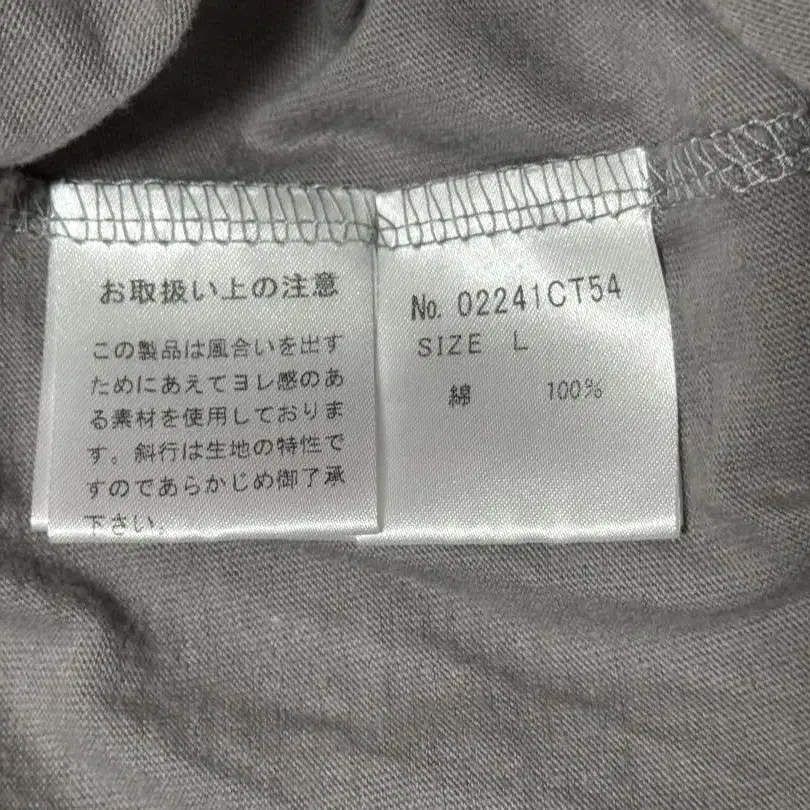 お取扱い上の注意
この製品は風合いを出す
ためにあえてヨレ感のあ
る素材を使用しておりま
す。斜行は生地の特性で
すのであらかじめ御了承
下さい。
No. 02241CT54
SIZE L
綿 100%